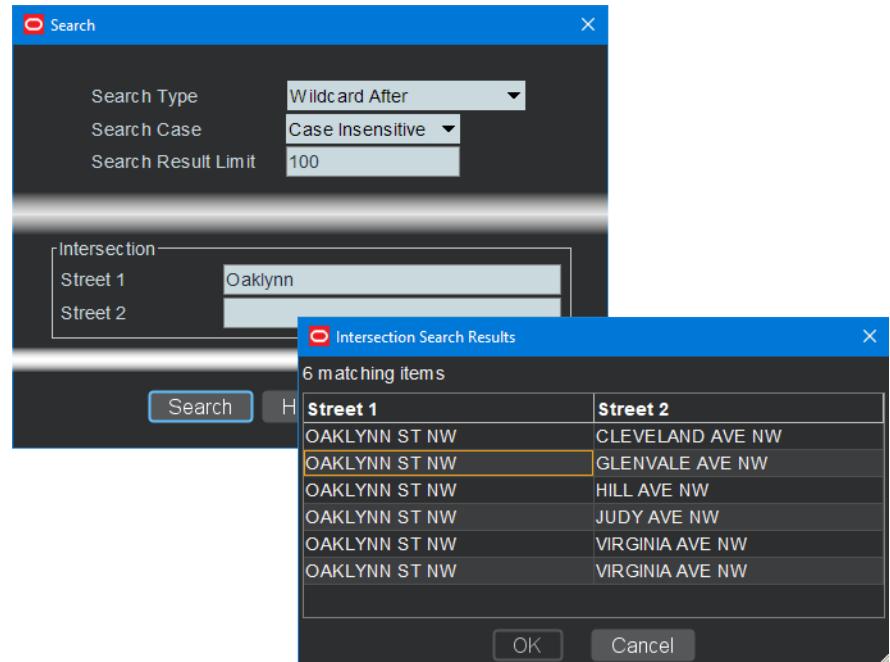 Search
Search Type Wildcard After
Search Case Case Insensitive
Search Result Limit 100
Intersection
Street 1 Oaklynn
Street 2
Search H
Intersection Search Results
6 matching items
Street 1 Street 2
OAKLYNN ST NW CLEVELAND AVE NW
OAKLYNN ST NW GLENVALE AVE NW
OAKLYNN ST NW HILL AVE NW
OAKLYNN ST NW JUDY AVE NW
OAKLYNN ST NW VIRGINIA AVE NW
OAKLYNN ST NW VIRGINIA AVE NW
OK Cancel